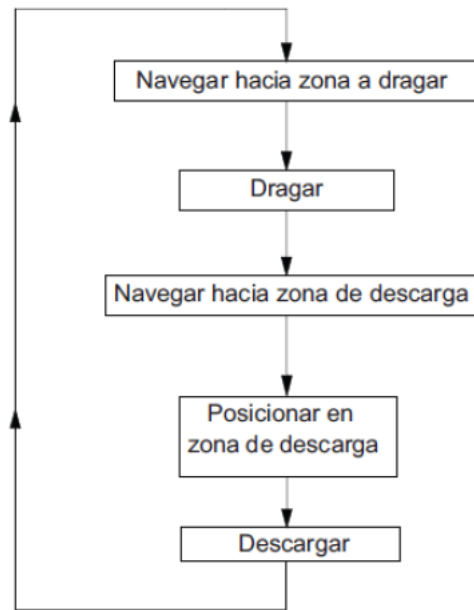 Navegar hacia zona a dragar
Dragar
Navegar hacia zona de descarga
Posicionar en
zona de descarga
Descargar